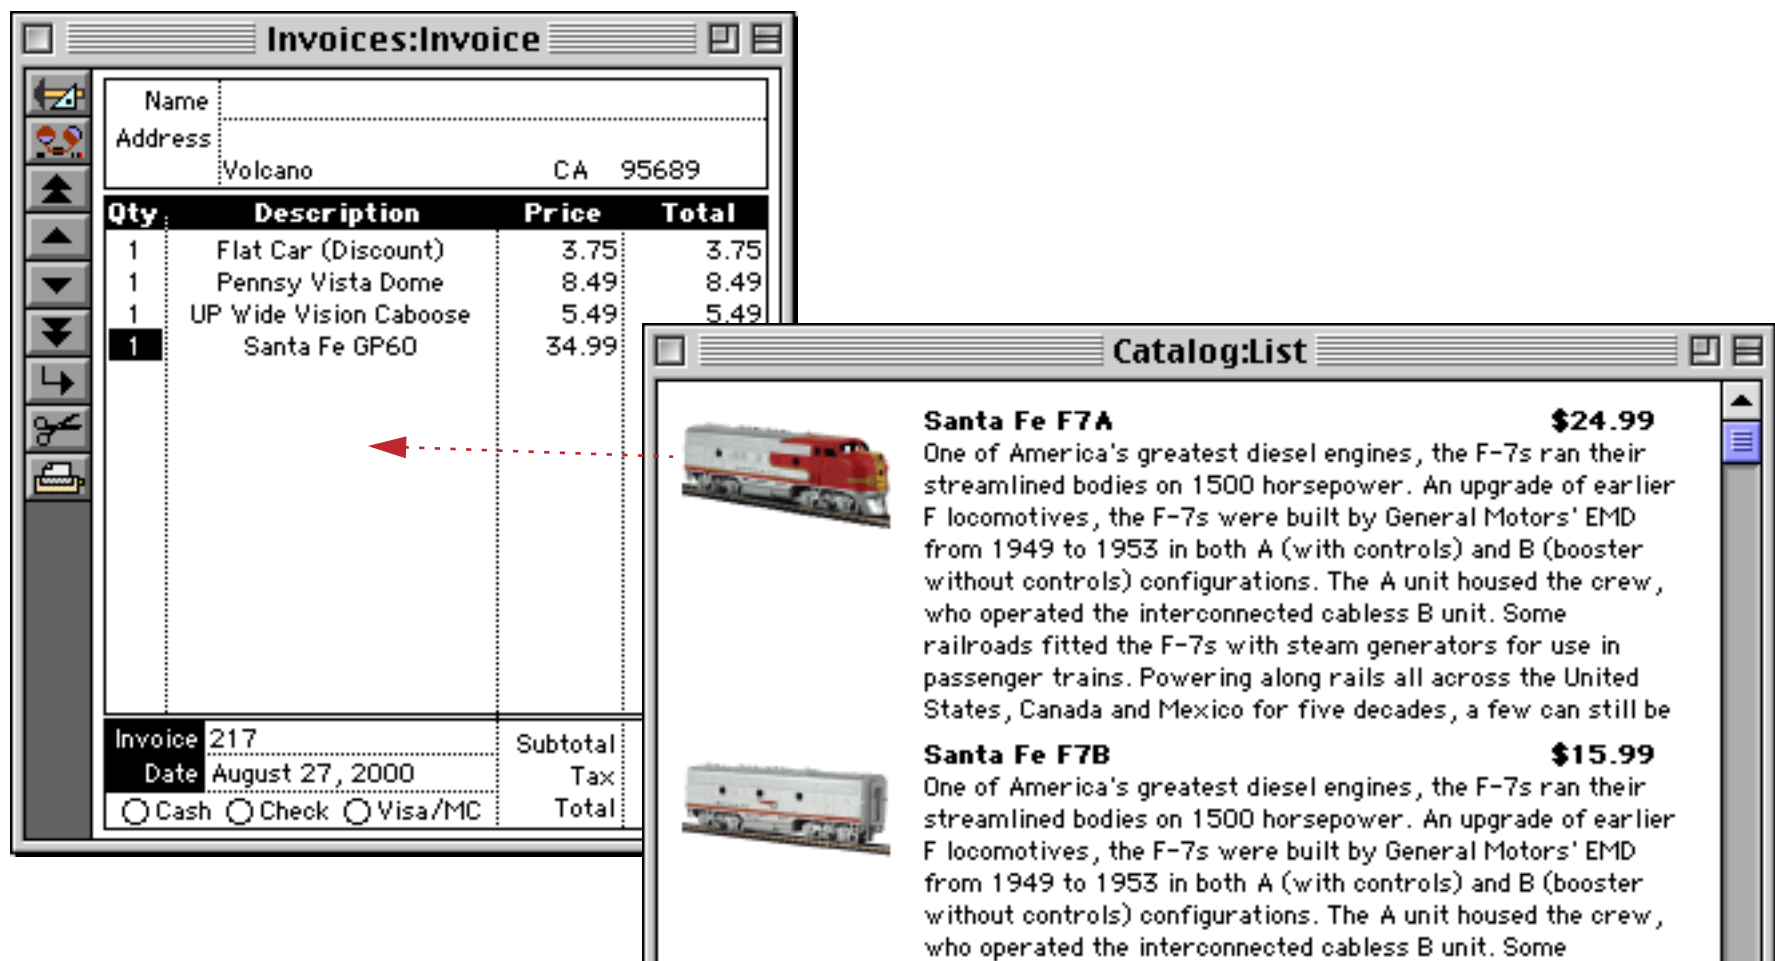 Invoices:Invoice
Name
Address
Volcano CA 95689
Qty Description Price Total
1 Flat Car (Discount) 3.75 3.75
1 Pennsy Vista Dome 8.49 8.49
1 UP Wide Vision Caboose 5.49 5.49
1 Santa Fe GP60 34.99
Invoice 217
Date August 27, 2000
Cash Check Visa/MC
Subtotal
Tax
Total
Catalog:List
Santa Fe F7A $24.99
One of America's greatest diesel engines, the F-7s ran their
streamlined bodies on 1500 horsepower. An upgrade of earlier
F locomotives, the F-7s were built by General Motors' EMD
from 1949 to 1953 in both A (with controls) and B (booster
without controls) configurations. The A unit housed the crew,
who operated the interconnected cabless B unit. Some
railroads fitted the F-7s with steam generators for use in
passenger trains. Powering along rails all across the United
States, Canada and Mexico for five decades, a few can still be
Santa Fe F7B $15.99
One of America's greatest diesel engines, the F-7s ran their
streamlined bodies on 1500 horsepower. An upgrade of earlier
F locomotives, the F-7s were built by General Motors' EMD
from 1949 to 1953 in both A (with controls) and B (booster
without controls) configurations. The A unit housed the crew,
who operated the interconnected cabless B unit. Some